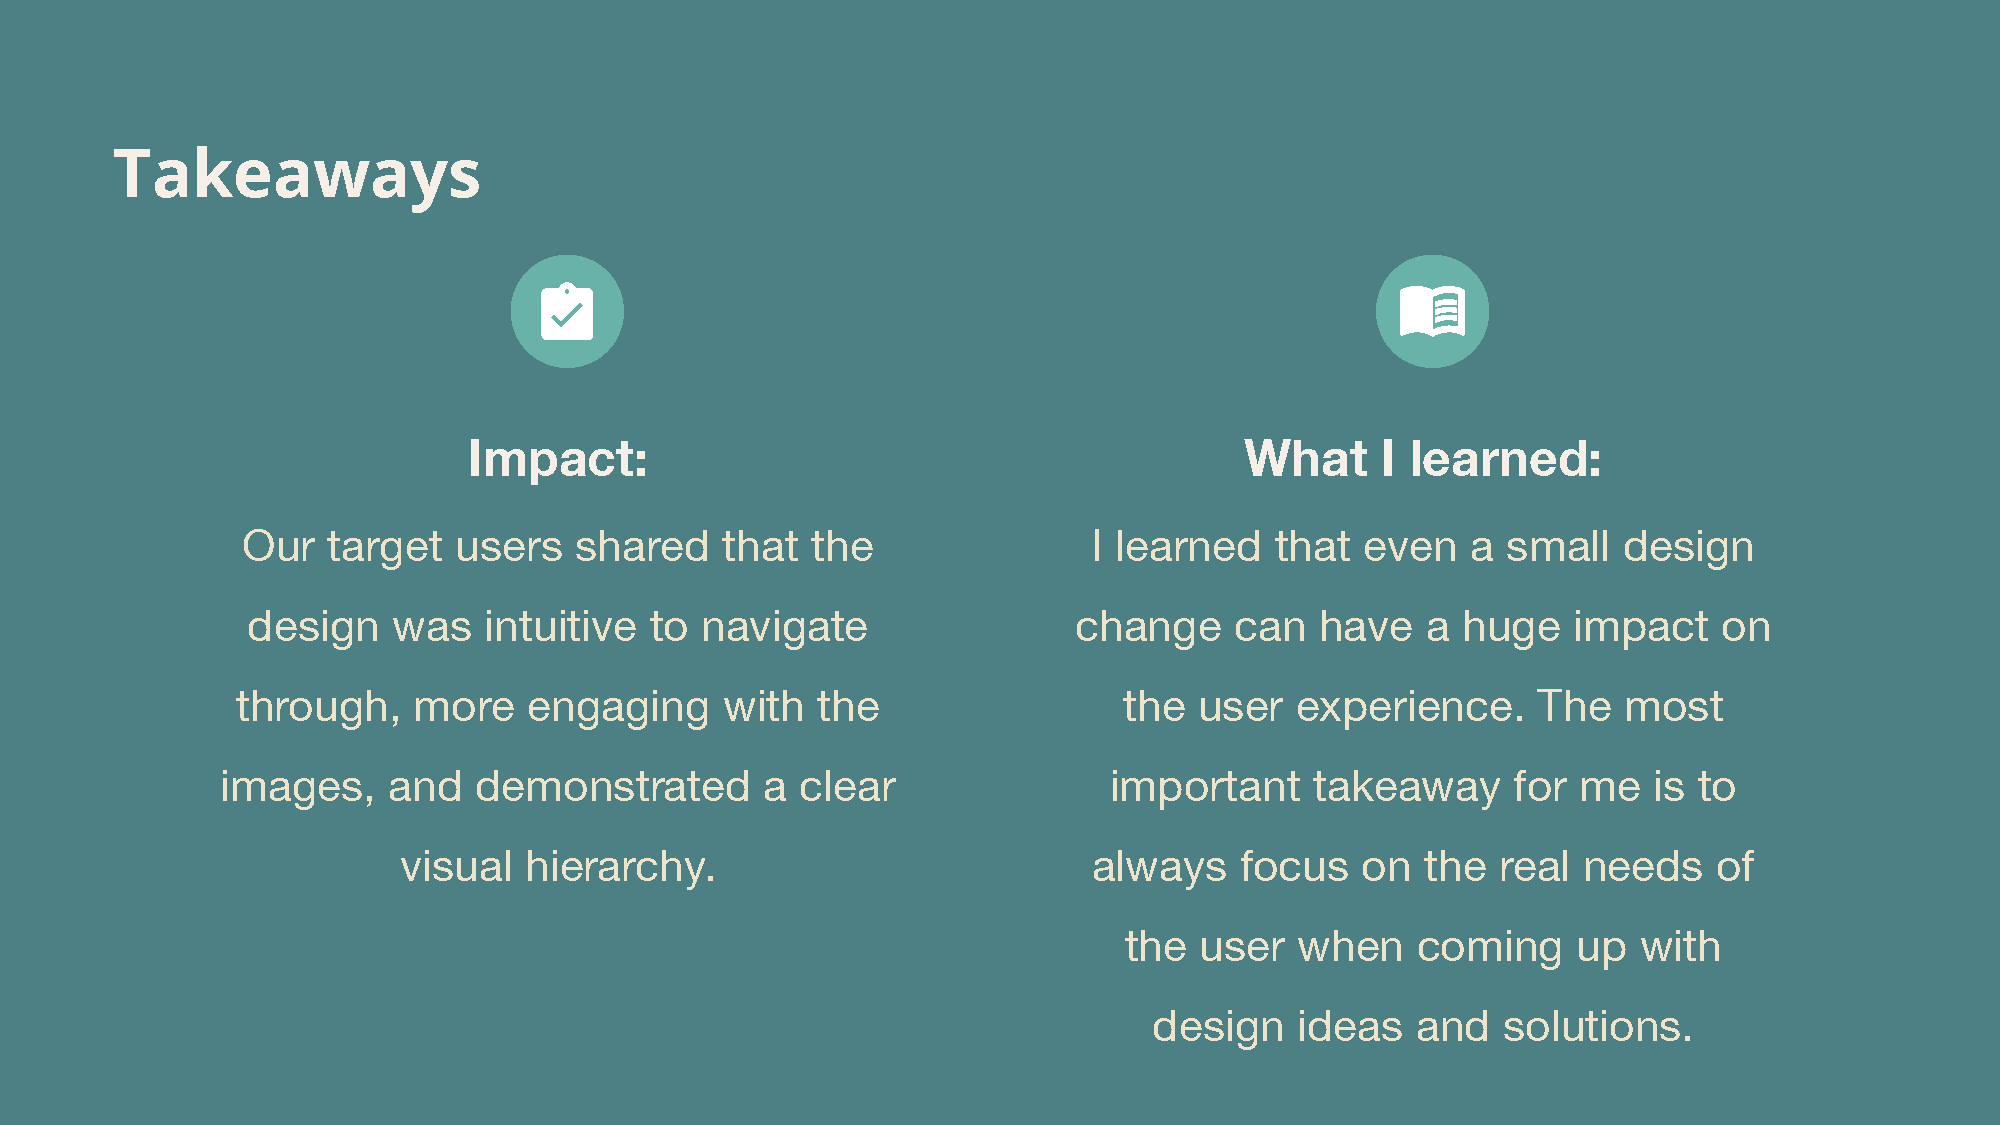 Takeaways
Impact:
Our target users shared that the
design was intuitive to navigate
through, more engaging with the
images, and demonstrated a clear
visual hierarchy.
What I learned:
I learned that even a small design
change can have a huge impact on
the user experience. The most
important takeaway for me is to
always focus on the real needs of
the user when coming up with
design ideas and solutions.